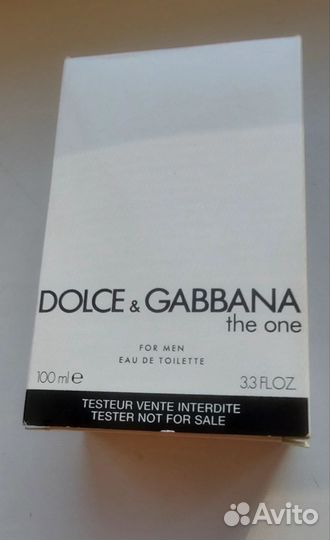 DOLCE & GABBANA
the one
FOR MEN
EAU DE TOILETTE
100 ml e 3.3 FL.OZ.
TESTEUR VENTE INTERDITE
TESTER NOT FOR SALE
Avito